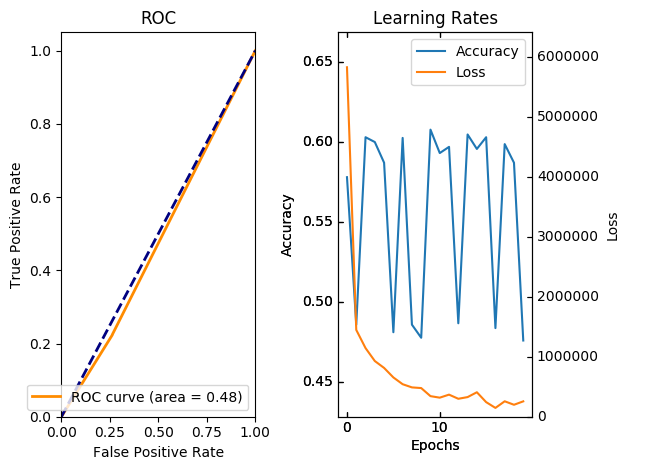 ROC
1.0
0.8
0.6
0.4
0.2
0.0
True Positive Rate
ROC curve (area = 0.48)
0.00 0.25 0.50 0.75 1.00
False Positive Rate
Learning Rates
Accuracy
Loss
0.65
0.60
0.55
0.50
0.45
Accuracy
6000000
5000000
4000000
3000000
2000000
1000000
0
Loss
0 10
Epochs